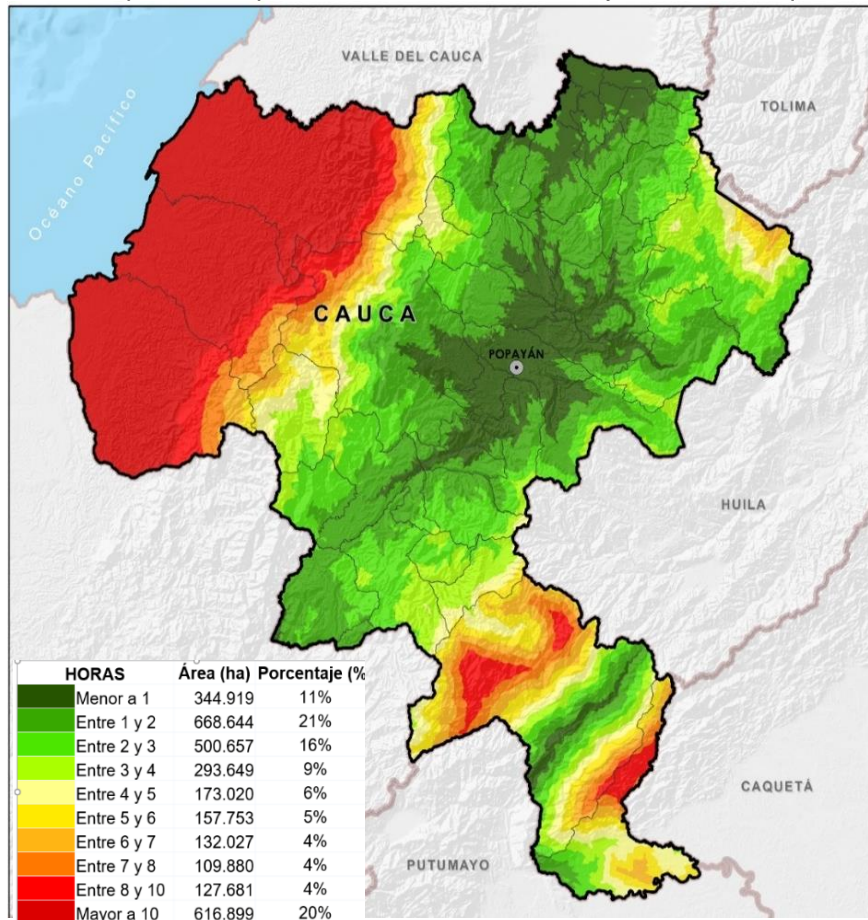 VALLE DEL CAUCA
TOLIMA
Océano Pacífico
CAUCA
POPAYÁN
HUILA
CAQUETÁ
PUTUMAYO
HORAS Área (ha) Porcentaje (%
Menor a 1 344.919 11%
Entre 1 y 2 668.644 21%
Entre 2 y 3 500.657 16%
Entre 3 y 4 293.649 9%
Entre 4 y 5 173.020 6%
Entre 5 y 6 157.753 5%
Entre 6 y 7 132.027 4%
Entre 7 y 8 109.880 4%
Entre 8 y 10 127.681 4%
Mayor a 10 616.899 20%